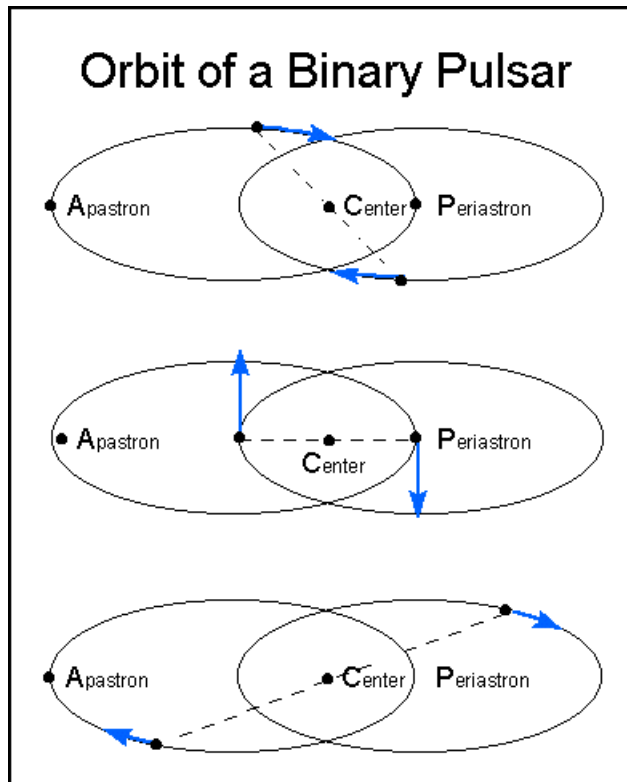 Orbit of a Binary Pulsar
Apastron Center Periastron
Apastron Periastron
Center
Apastron Center Periastron